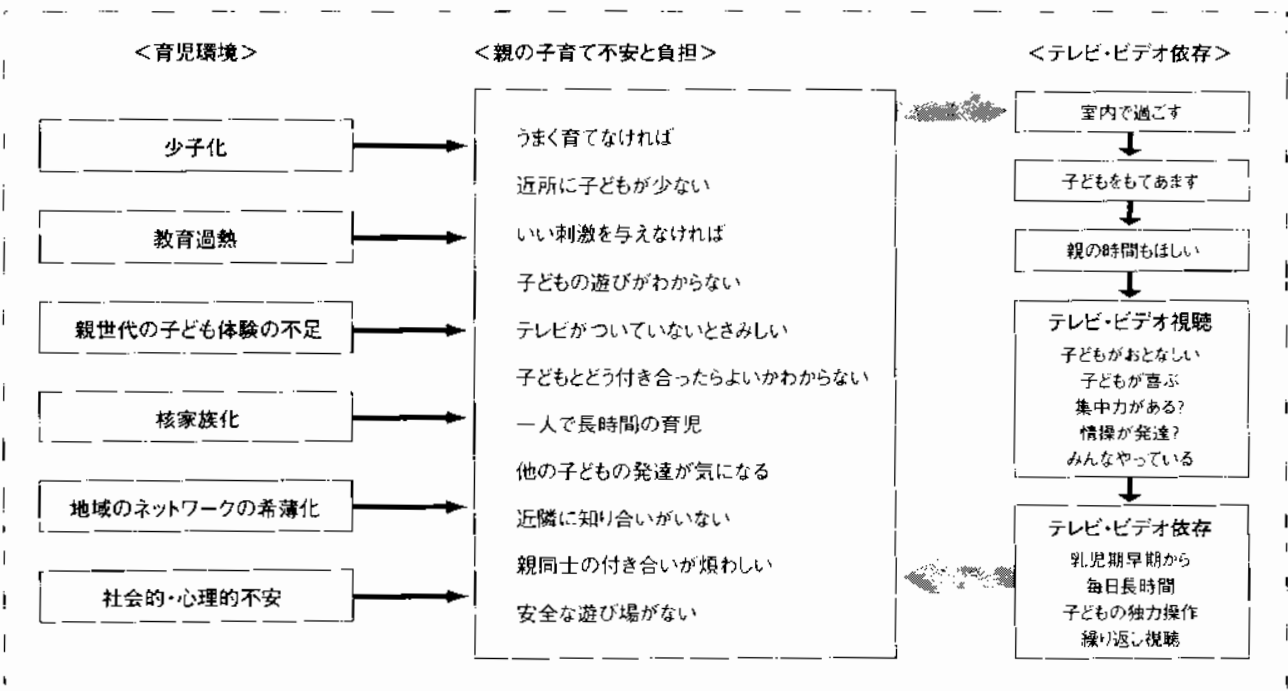 ＜育児環境＞
少子化
教育過熱
親世代の子ども体験の不足
核家族化
地域のネットワークの希薄化
社会的・心理的不安
＜親の子育て不安と負担＞
うまく育てなければ
近所に子どもが少ない
いい刺激を与えなければ
子どもの遊びがわからない
テレビがついていないとさみしい
子どもとどう付き合ったらよいかわからない
一人で長時間の育児
他の子どもの発達が気になる
近隣に知り合いがいない
親同士の付き合いが煩わしい
安全な遊び場がない
＜テレビ・ビデオ依存＞
室内で過ごす
子どもをもてあます
親の時間もほしい
テレビ・ビデオ視聴
子どもがおとなしい
子どもが喜ぶ
集中力がある?
情操が発達?
みんなやっている
テレビ・ビデオ依存
乳児期早期から
毎日長時間
子どもの独力操作
繰り返し視聴